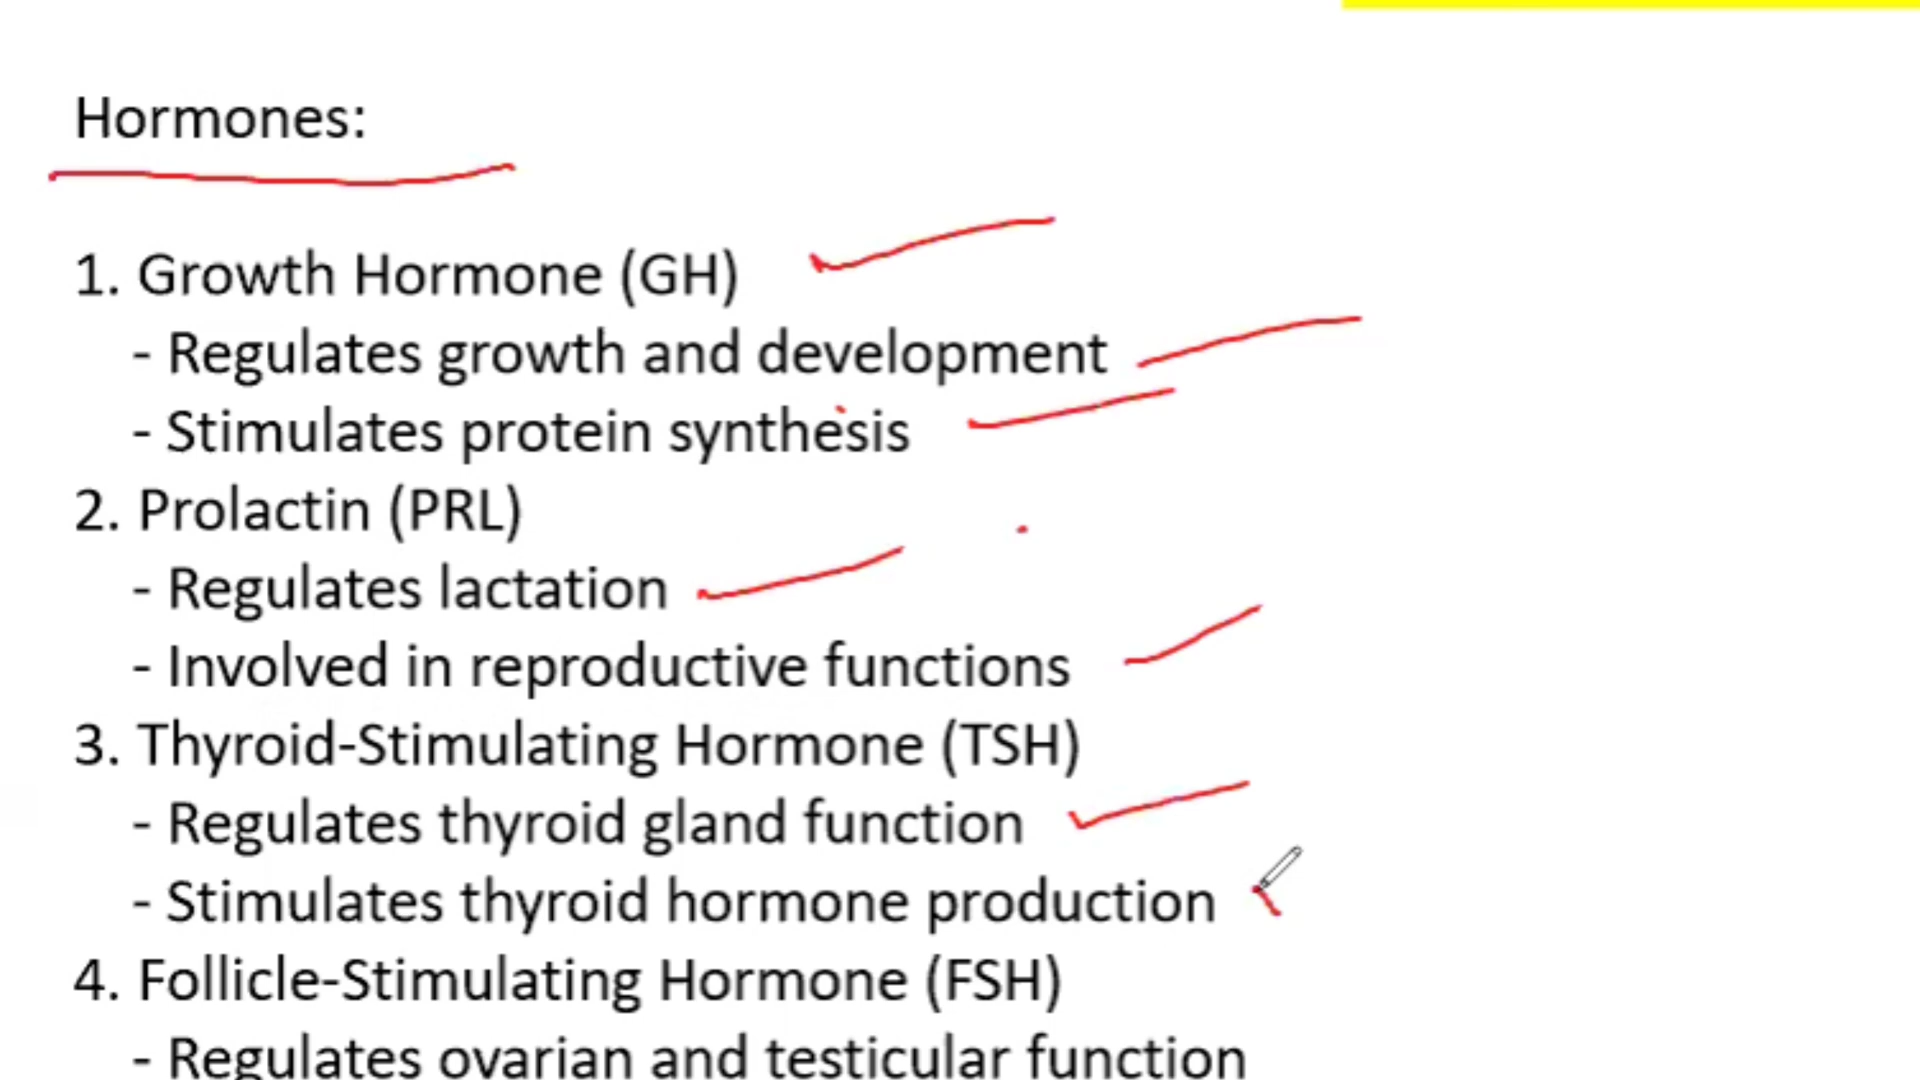 Hormones:
1. Growth Hormone (GH)
- Regulates growth and development
- Stimulates protein synthesis
2. Prolactin (PRL)
- Regulates lactation
- Involved in reproductive functions
3. Thyroid-Stimulating Hormone (TSH)
- Regulates thyroid gland function
- Stimulates thyroid hormone production
4. Follicle-Stimulating Hormone (FSH)
- Regulates ovarian and testicular function